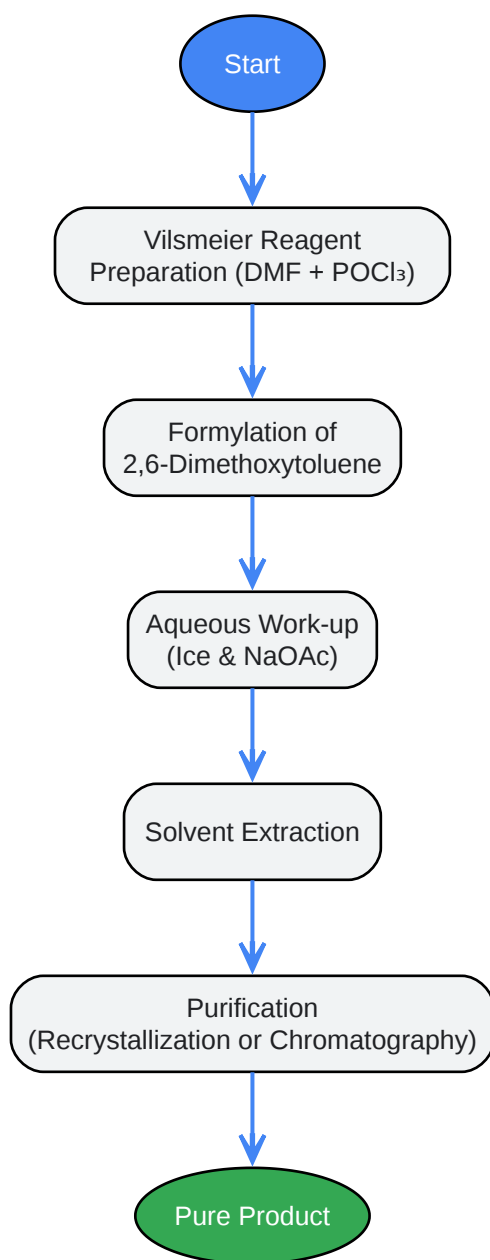 Start
Vilsmeier Reagent
Preparation (DMF + POCl₃)
Formylation of
2,6-Dimethoxytoluene
Aqueous Work-up
(Ice & NaOAc)
Solvent Extraction
Purification
(Recrystallization or Chromatography)
Pure Product